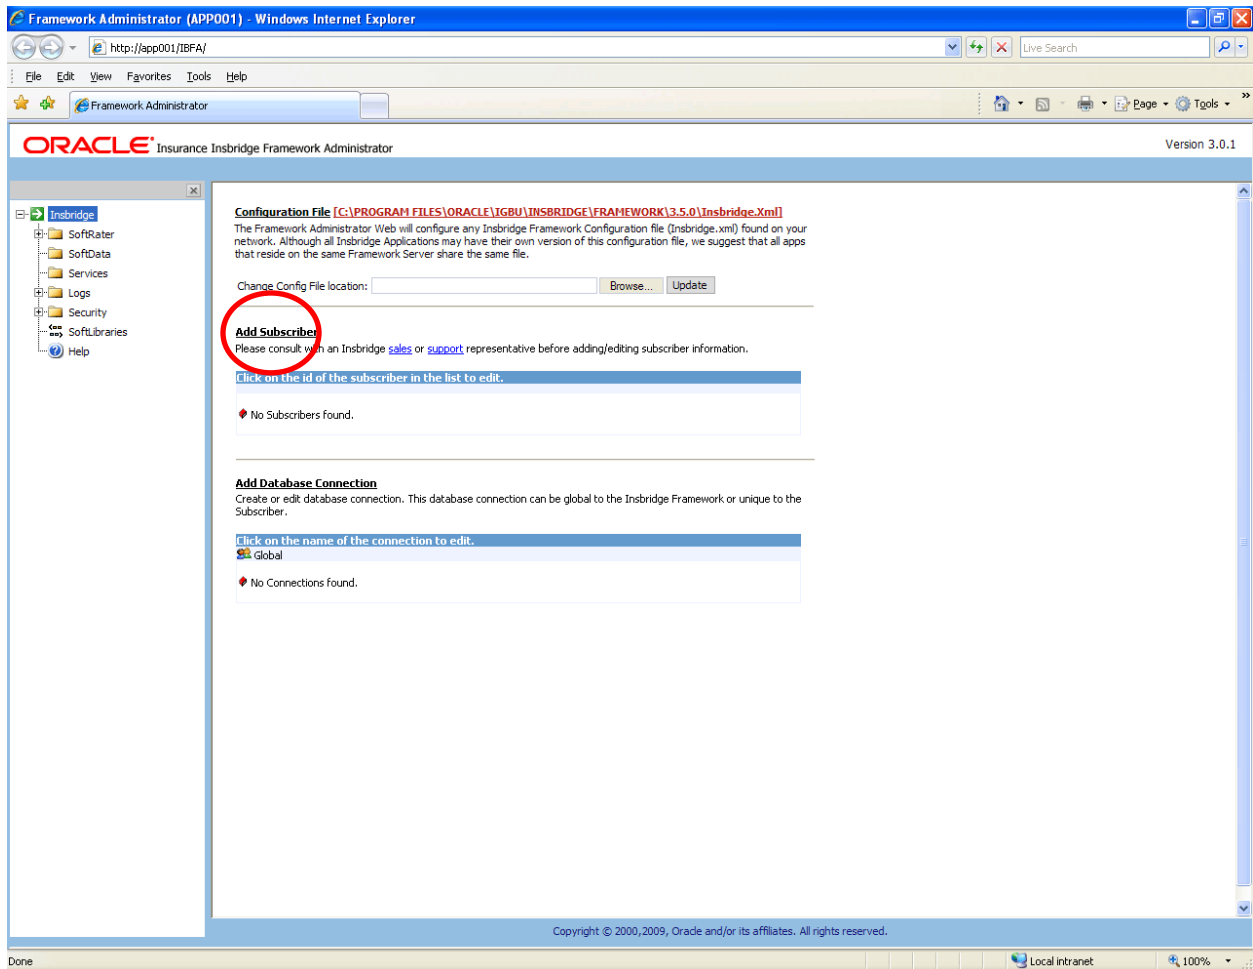 Framework Administrator (APP001) - Windows Internet Explorer
http://app001/IBFA/
Live Search
File Edit View Favorites Tools Help
Framework Administrator
Page Tools
ORACLE Insurance Insbridge Framework Administrator
Version 3.0.1
Insbridge
SoftRater
SoftData
Services
Logs
Security
SoftLibraries
Help
Configuration File [C:\PROGRAM FILES\ORACLE\IGBU\INSBRIDGE\FRAMEWORK\3.5.0\Insbridge.Xml]
The Framework Administrator Web will configure any Insbridge Framework Configuration file (Insbridge.xml) found on your
network. Although all Insbridge Applications may have their own version of this configuration file, we suggest that all apps
that reside on the same Framework Server share the same file.
Change Config File location: Browse... Update
Add Subscriber
Please consult with an Insbridge sales or support representative before adding/editing subscriber information.
Click on the id of the subscriber in the list to edit.
No Subscribers found.
Add Database Connection
Create or edit database connection. This database connection can be global to the Insbridge Framework or unique to the
Subscriber.
Click on the name of the connection to edit.
Global
No Connections found.
Copyright © 2000,2009, Oracle and/or its affiliates. All rights reserved.
Done
Local intranet
100%